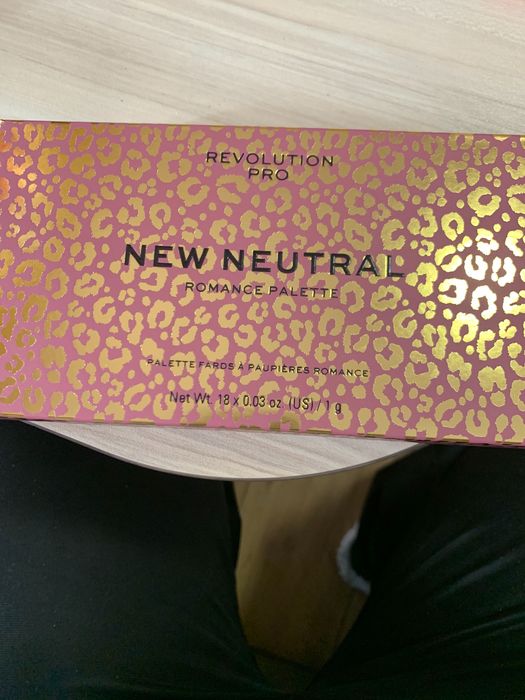 REVOLUTION
PRO
NEW NEUTRAL
ROMANCE PALETTE
PALETTE FARDS À PAUPIÈRES ROMANCE
Net Wt. 18 x 0.03 oz. (US) / 1 g